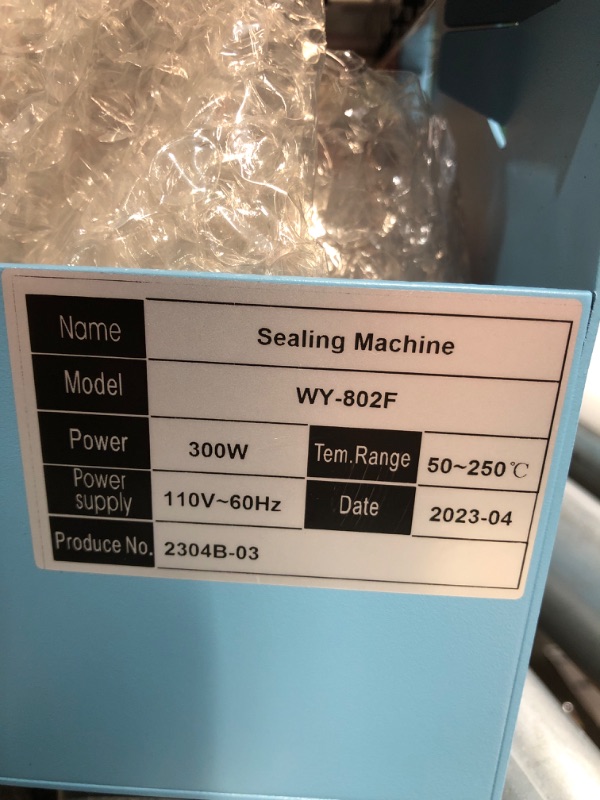 Name Sealing Machine
Model WY-802F
Power 300W Tem.Range 50~250℃
Power supply 110V~60Hz Date 2023-04
Produce No. 2304B-03